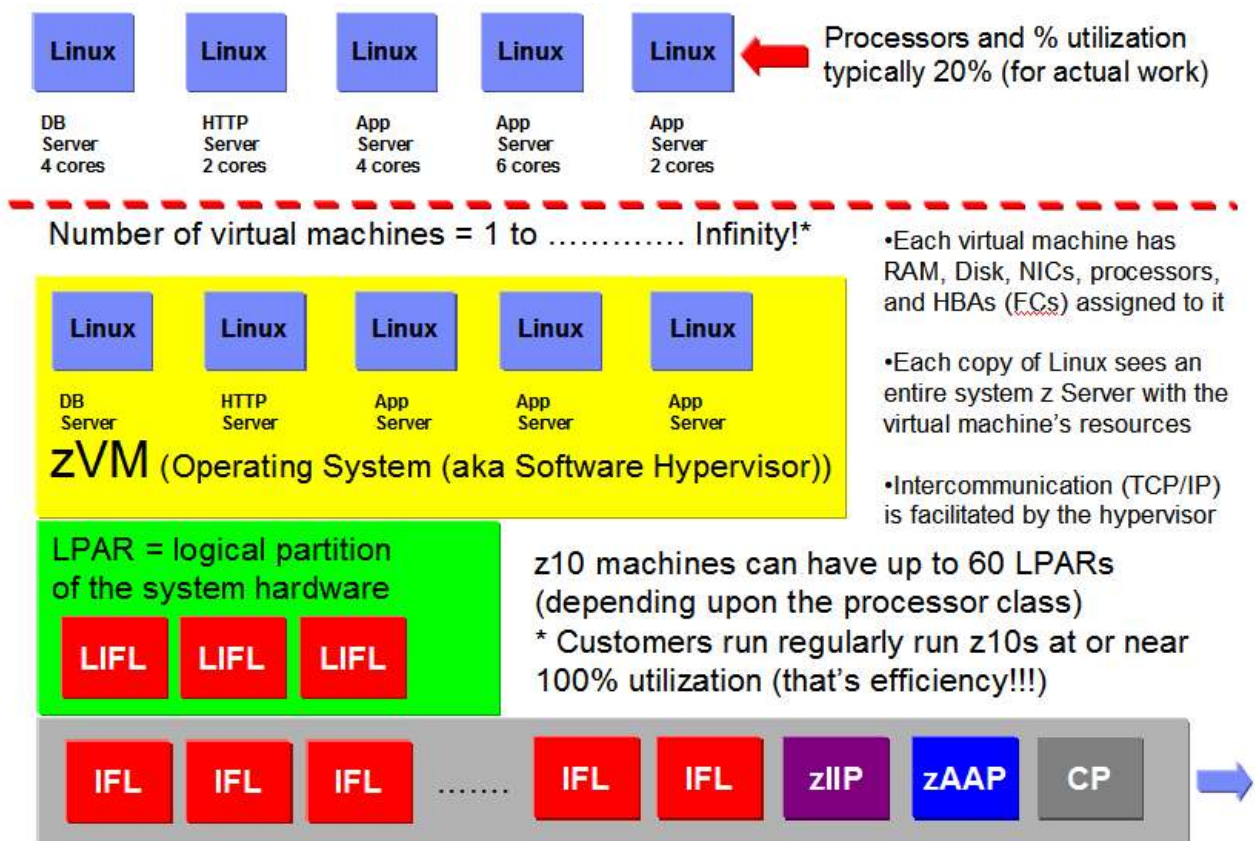 Linux Linux Linux Linux Linux
Processors and % utilization
typically 20% (for actual work)
DB
Server
4 cores
HTTP
Server
2 cores
App
Server
4 cores
App
Server
6 cores
App
Server
2 cores
Number of virtual machines = 1 to …………. Infinity!*
Linux Linux Linux Linux Linux
DB
Server
HTTP
Server
App
Server
App
Server
App
Server
zVM (Operating System (aka Software Hypervisor))
•Each virtual machine has
RAM, Disk, NICs, processors,
and HBAs (FCs) assigned to it
•Each copy of Linux sees an
entire system z Server with the
virtual machine’s resources
•Intercommunication (TCP/IP)
is facilitated by the hypervisor
LPAR = logical partition
of the system hardware
LIFL LIFL LIFL
z10 machines can have up to 60 LPARs
(depending upon the processor class)
* Customers run regularly run z10s at or near
100% utilization (that’s efficiency!!!)
IFL IFL IFL ……. IFL IFL zIIP zAAP CP